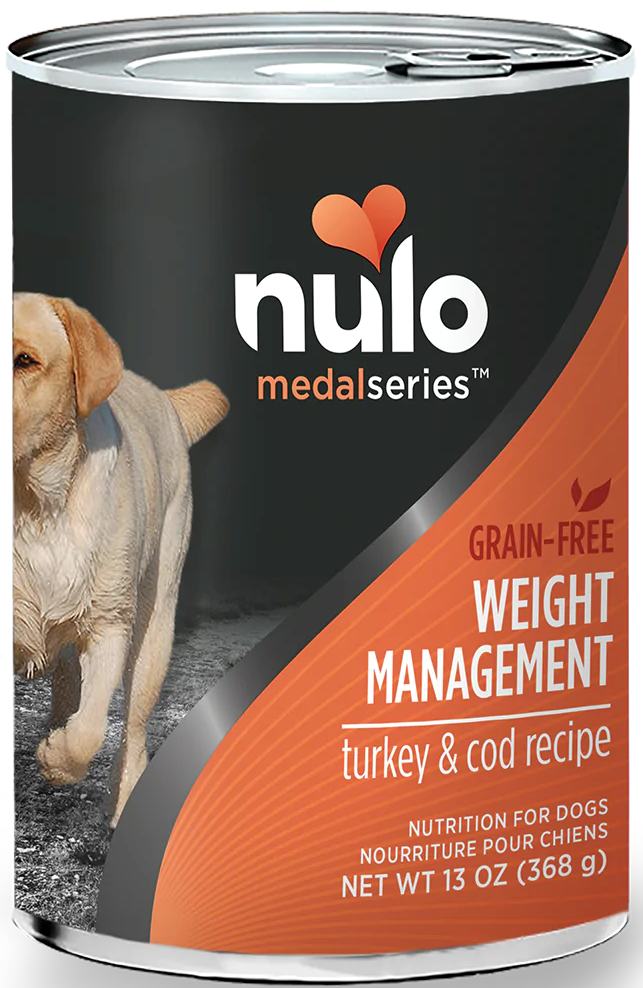 nulo
medalseries™
GRAIN-FREE
WEIGHT
MANAGEMENT
turkey & cod recipe
NUTRITION FOR DOGS
NOURRITURE POUR CHIENS
NET WT 13 OZ (368 g)